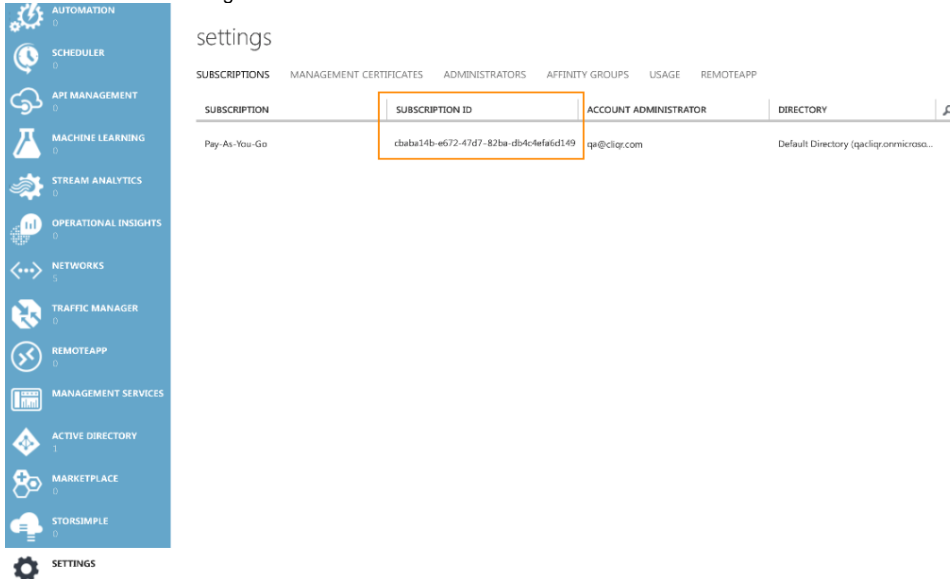 AUTOMATION
0
SCHEDULER
0
API MANAGEMENT
0
MACHINE LEARNING
0
STREAM ANALYTICS
0
OPERATIONAL INSIGHTS
0
NETWORKS
5
TRAFFIC MANAGER
0
REMOTEAPP
0
MANAGEMENT SERVICES
ACTIVE DIRECTORY
1
MARKETPLACE
0
STORSIMPLE
0
SETTINGS
settings
SUBSCRIPTIONS MANAGEMENT CERTIFICATES ADMINISTRATORS AFFINITY GROUPS USAGE REMOTEAPP
SUBSCRIPTION SUBSCRIPTION ID ACCOUNT ADMINISTRATOR DIRECTORY
Pay-As-You-Go cbaba14b-e672-47d7-82ba-db4c4efa6d149 qa@cliqr.com Default Directory (qacliqr.onmicroso...